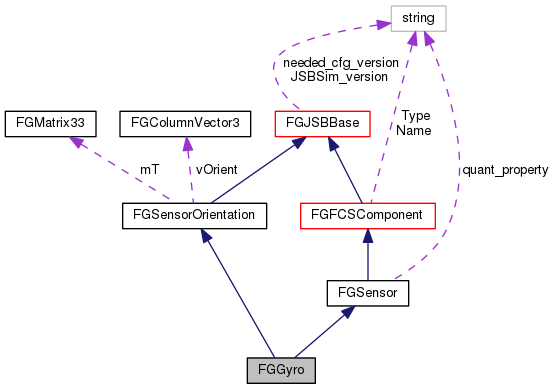 string
needed_cfg_version
JSBSim_version
FGMatrix33
FGColumnVector3
FGJSBBase
Type
Name
mT
vOrient
quant_property
FGSensorOrientation
FGFCSComponent
FGSensor
FGGyro